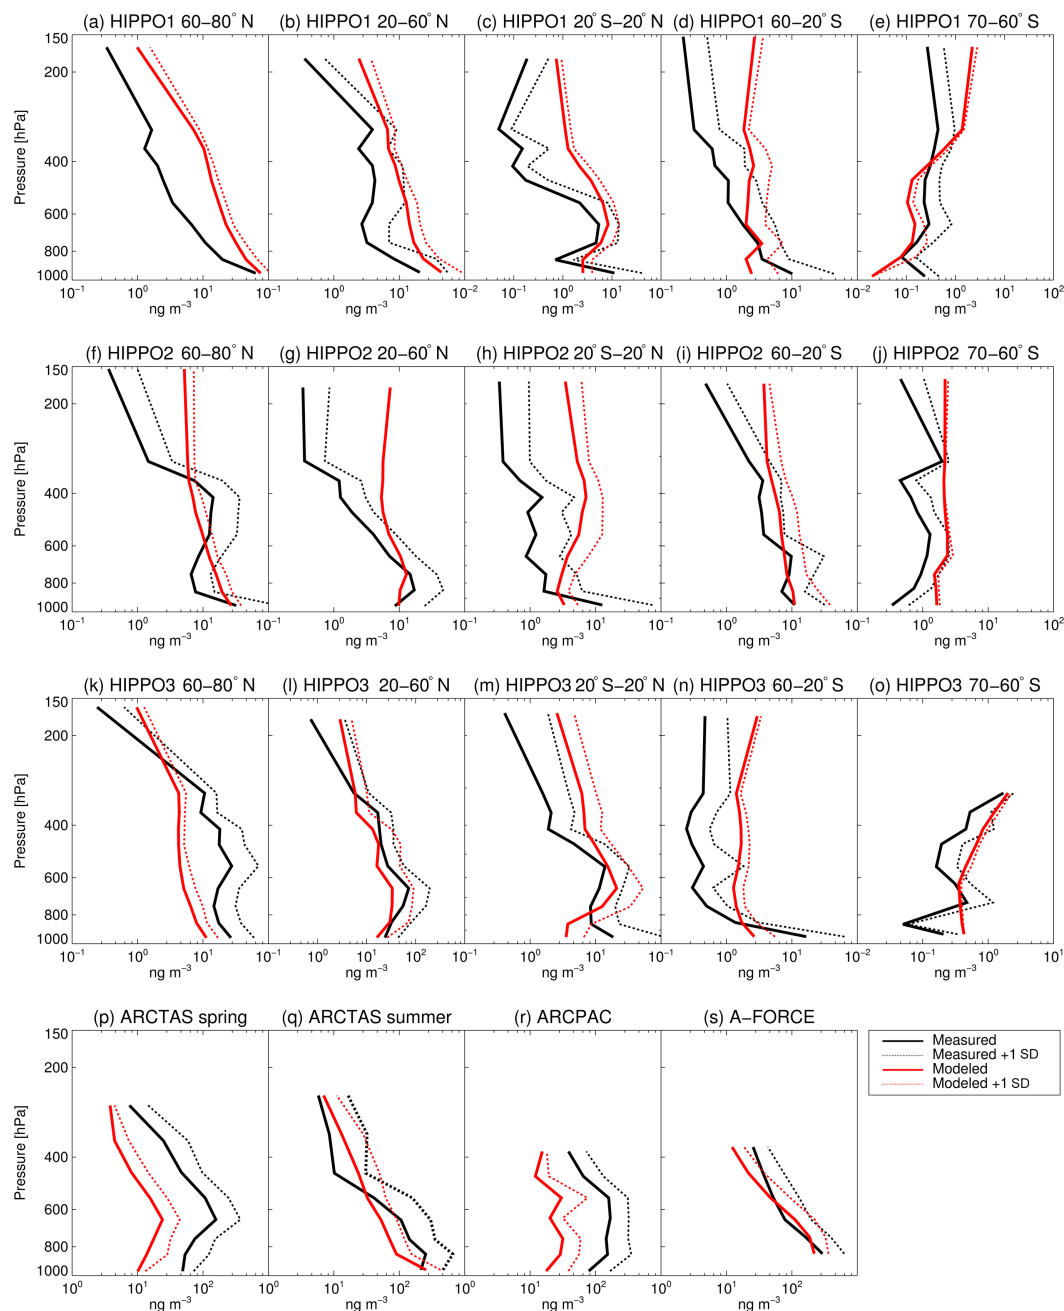 (a) HIPPO1 60−80° N
(b) HIPPO1 20−60° N
(c) HIPPO1 20° S−20° N
(d) HIPPO1 60−20° S
(e) HIPPO1 70−60° S
Pressure [hPa]
150
200
400
600
800
1000
10⁻¹ 10¹ 10⁻¹ 10¹ 10⁻² 10⁻¹ 10⁰ 10¹ 10⁻¹ 10⁰ 10¹ 10⁻² 10⁻¹ 10⁰ 10¹ 10²
ng m⁻³ ng m⁻³ ng m⁻³ ng m⁻³ ng m⁻³
(f) HIPPO2 60−80° N
(g) HIPPO2 20−60° N
(h) HIPPO2 20° S−20° N
(i) HIPPO2 60−20° S
(j) HIPPO2 70−60° S
Pressure [hPa]
150
200
400
600
800
1000
10⁻¹ 10⁰ 10¹ 10⁻¹ 10⁰ 10¹ 10⁻¹ 10⁰ 10¹ 10⁻¹ 10⁰ 10¹ 10⁻¹ 10⁰ 10¹ 10²
ng m⁻³ ng m⁻³ ng m⁻³ ng m⁻³ ng m⁻³
(k) HIPPO3 60−80° N
(l) HIPPO3 20−60° N
(m) HIPPO3 20° S−20° N
(n) HIPPO3 60−20° S
(o) HIPPO3 70−60° S
Pressure [hPa]
150
200
400
600
800
1000
10⁻¹ 10⁰ 10¹ 10⁻¹ 10⁰ 10¹ 10² 10⁻¹ 10⁰ 10¹ 10⁻¹ 10⁰ 10¹ 10⁻² 10⁻¹ 10⁰ 10¹
ng m⁻³ ng m⁻³ ng m⁻³ ng m⁻³ ng m⁻³
(p) ARCTAS spring
(q) ARCTAS summer
(r) ARCPAC
(s) A−FORCE
Pressure [hPa]
150
200
400
600
800
1000
10⁰ 10¹ 10² 10⁰ 10¹ 10² 10⁰ 10¹ 10² 10⁰ 10¹ 10² 10³
ng m⁻³ ng m⁻³ ng m⁻³ ng m⁻³
Measured
Measured +1 SD
Modeled
Modeled +1 SD